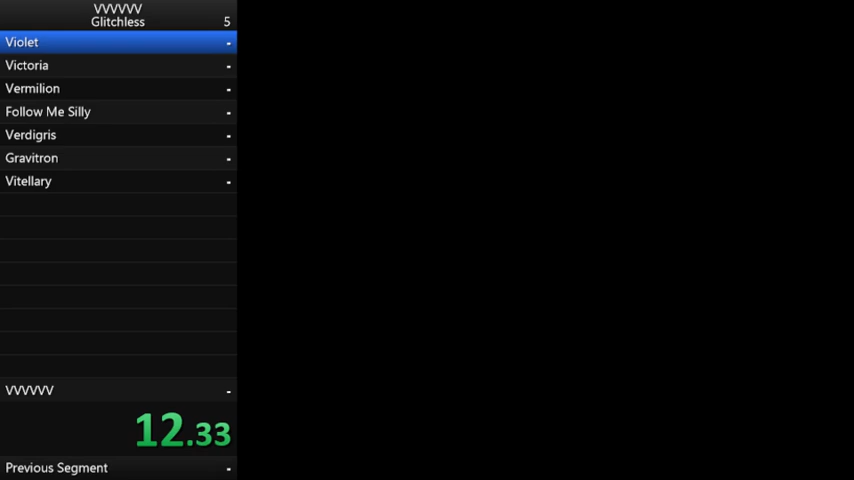 VVVVVV
Glitchless 5
Violet -
Victoria -
Vermilion -
Follow Me Silly -
Verdigris -
Gravitron -
Vitellary -
VVVVVV -
12.33
Previous Segment -